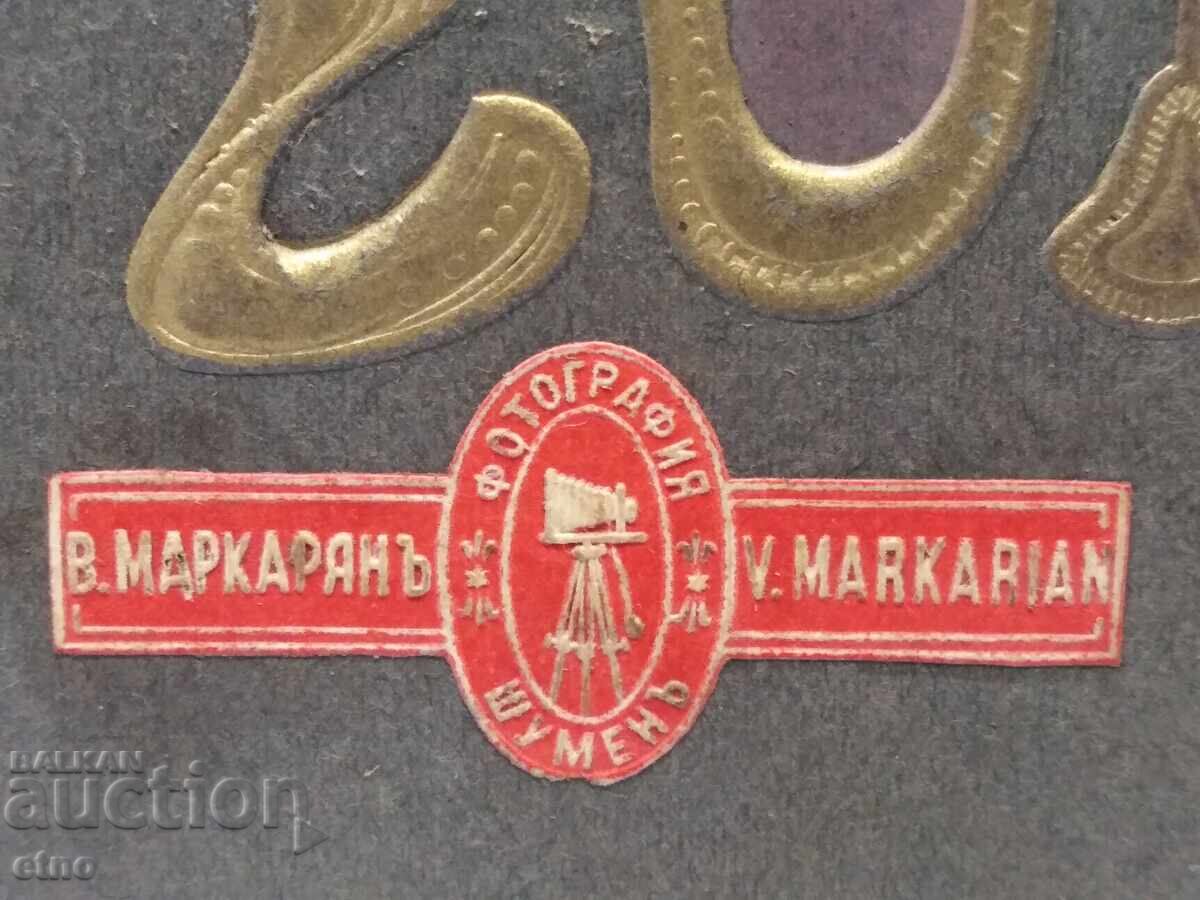 ФОТОГРАФИЯ
В. МАРКАРЯНЪ
V. MARKARIAN
ШУМЕНЪ
BALKAN
auction
etno